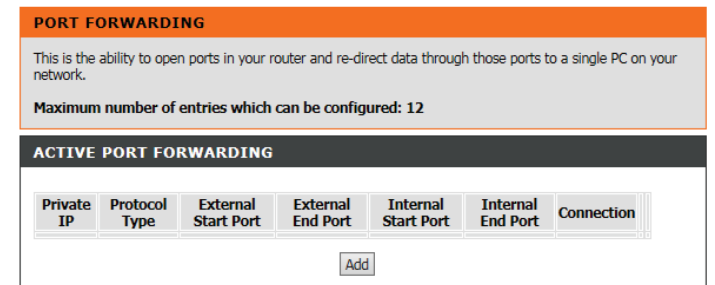 PORT FORWARDING
This is the ability to open ports in your router and re-direct data through those ports to a single PC on your
network.
Maximum number of entries which can be configured: 12
ACTIVE PORT FORWARDING
Private IP Protocol Type External Start Port External End Port Internal Start Port Internal End Port Connection
Add